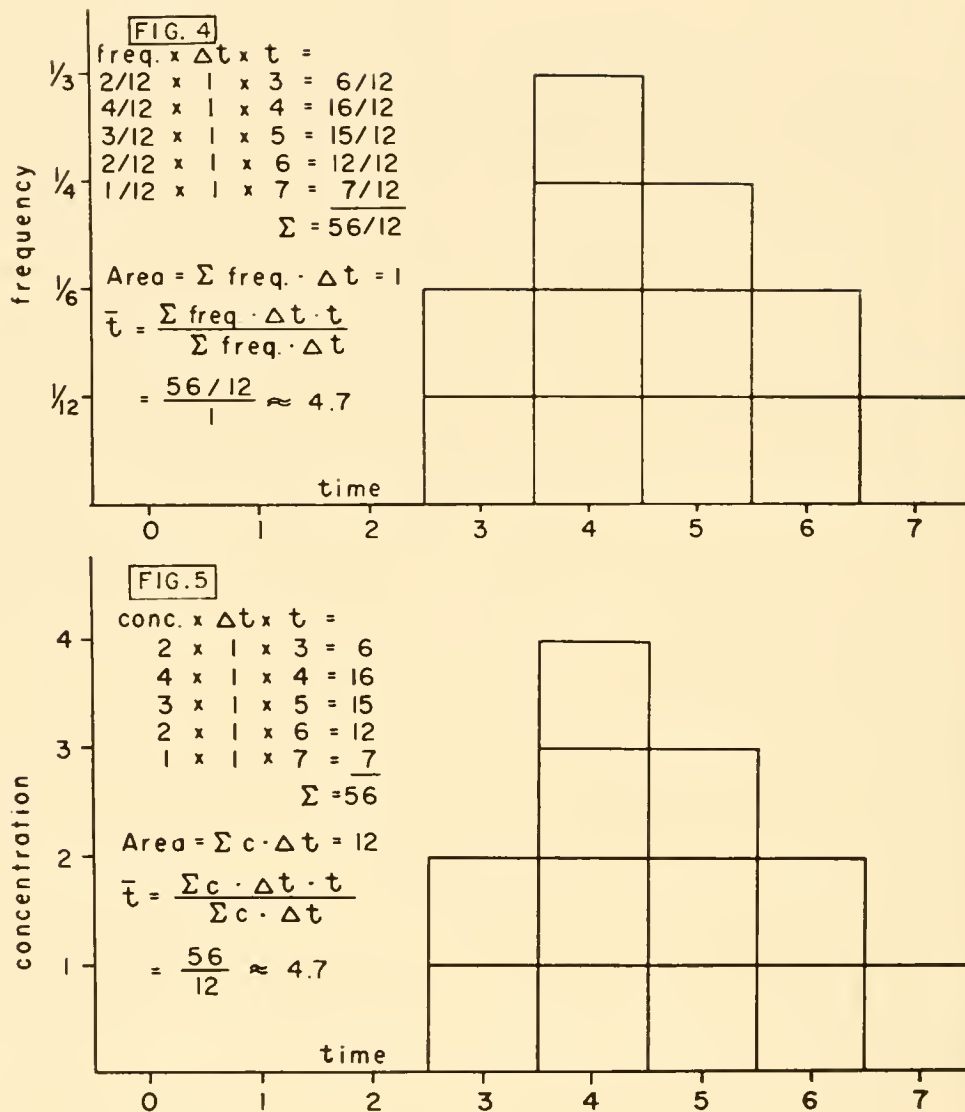 FIG. 4
freq. x Δt x t =
2/12 x 1 x 3 = 6/12
4/12 x 1 x 4 = 16/12
3/12 x 1 x 5 = 15/12
2/12 x 1 x 6 = 12/12
1/12 x 1 x 7 = 7/12
Σ = 56/12
Area = Σ freq. · Δt = 1
t̄ = Σ freq. · Δt · t
Σ freq. · Δt
= 56/12 ≈ 4.7
1
frequency
1/3
1/4
1/6
1/12
time
0 1 2 3 4 5 6 7
FIG. 5
conc. x Δt x t =
2 x 1 x 3 = 6
4 x 1 x 4 = 16
3 x 1 x 5 = 15
2 x 1 x 6 = 12
1 x 1 x 7 = 7
Σ = 56
Area = Σ c · Δt = 12
t̄ = Σ c · Δt · t
Σ c · Δt
= 56 ≈ 4.7
12
concentration
4
3
2
1
time
0 1 2 3 4 5 6 7